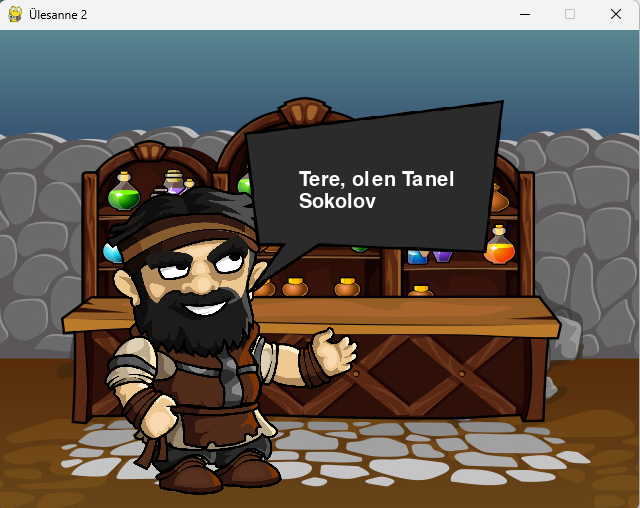 Ülesanne 2
Tere, olen Tanel
Sokolov